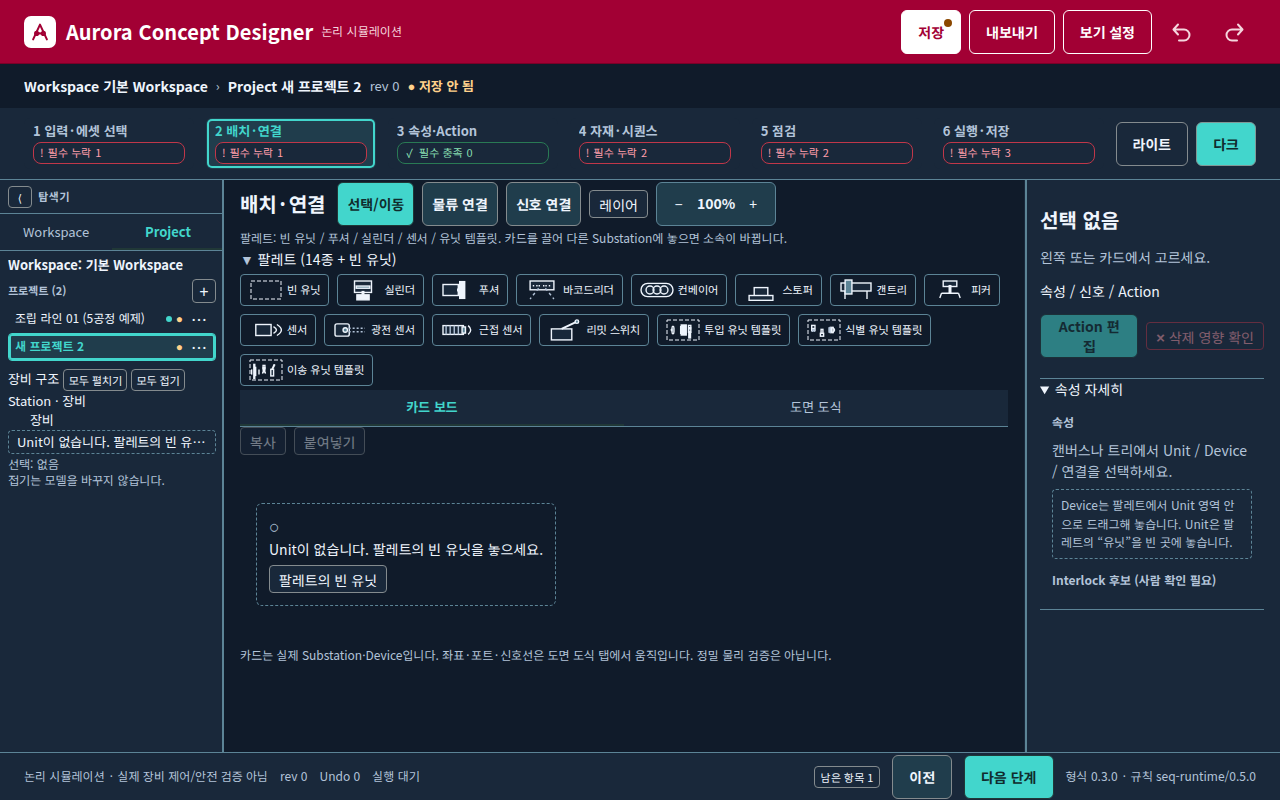 Aurora Concept Designer 논리 시뮬레이션
저장 내보내기 보기 설정
Workspace 기본 Workspace › Project 새 프로젝트 2 rev 0 ● 저장 안 됨
1 입력·에셋 선택
! 필수 누락 1
2 배치·연결
! 필수 누락 1
3 속성·Action
✓ 필수 충족 0
4 자재·시퀀스
! 필수 누락 2
5 점검
! 필수 누락 2
6 실행·저장
! 필수 누락 3
라이트 다크
⟨ 탐색기
Workspace Project
Workspace: 기본 Workspace
프로젝트 (2) +
조립 라인 01 (5공정 예제) ● ● ···
새 프로젝트 2 ● ···
장비 구조 모두 펼치기 모두 접기
Station · 장비
장비
Unit이 없습니다. 팔레트의 빈 유…
선택: 없음
접기는 모델을 바꾸지 않습니다.
배치·연결 선택/이동 물류 연결 신호 연결 레이어 − 100% +
팔레트: 빈 유닛 / 푸셔 / 실린더 / 센서 / 유닛 템플릿. 카드를 끌어 다른 Substation에 놓으면 소속이 바뀝니다.
▼ 팔레트 (14종 + 빈 유닛)
빈 유닛 실린더 푸셔 바코드리더 컨베이어 스토퍼 갠트리 피커
센서 광전 센서 근접 센서 리밋 스위치 투입 유닛 템플릿 식별 유닛 템플릿
이송 유닛 템플릿
카드 보드 도면 도식
복사 붙여넣기
○
Unit이 없습니다. 팔레트의 빈 유닛을 놓으세요.
팔레트의 빈 유닛
카드는 실제 Substation·Device입니다. 좌표·포트·신호선은 도면 도식 탭에서 움직입니다. 정밀 물리 검증은 아닙니다.
선택 없음
왼쪽 또는 카드에서 고르세요.
속성 / 신호 / Action
Action 편
집
× 삭제 영향 확인
▼ 속성 자세히
속성
캔버스나 트리에서 Unit / Device
/ 연결을 선택하세요.
Device는 팔레트에서 Unit 영역 안
으로 드래그해 놓습니다. Unit은 팔
레트의 “유닛”을 빈 곳에 놓습니다.
Interlock 후보 (사람 확인 필요)
논리 시뮬레이션 · 실제 장비 제어/안전 검증 아님 rev 0 Undo 0 실행 대기
남은 항목 1 이전 다음 단계 형식 0.3.0 · 규칙 seq-runtime/0.5.0